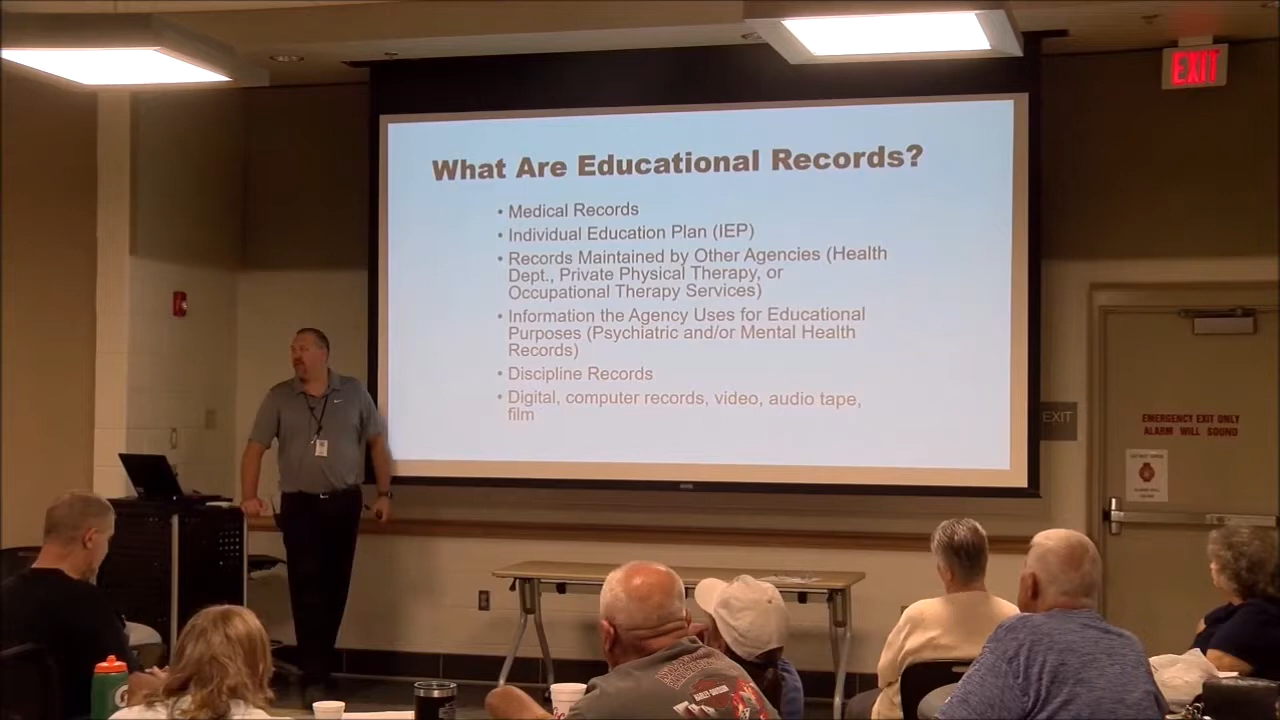 EXIT
What Are Educational Records?
• Medical Records
• Individual Education Plan (IEP)
• Records Maintained by Other Agencies (Health
Dept., Private Physical Therapy, or
Occupational Therapy Services)
• Information the Agency Uses for Educational
Purposes (Psychiatric and/or Mental Health
Records)
• Discipline Records
• Digital, computer records, video, audio tape,
film
EXIT
EMERGENCY EXIT ONLY
ALARM WILL SOUND
HARLEY-DAVIDSON